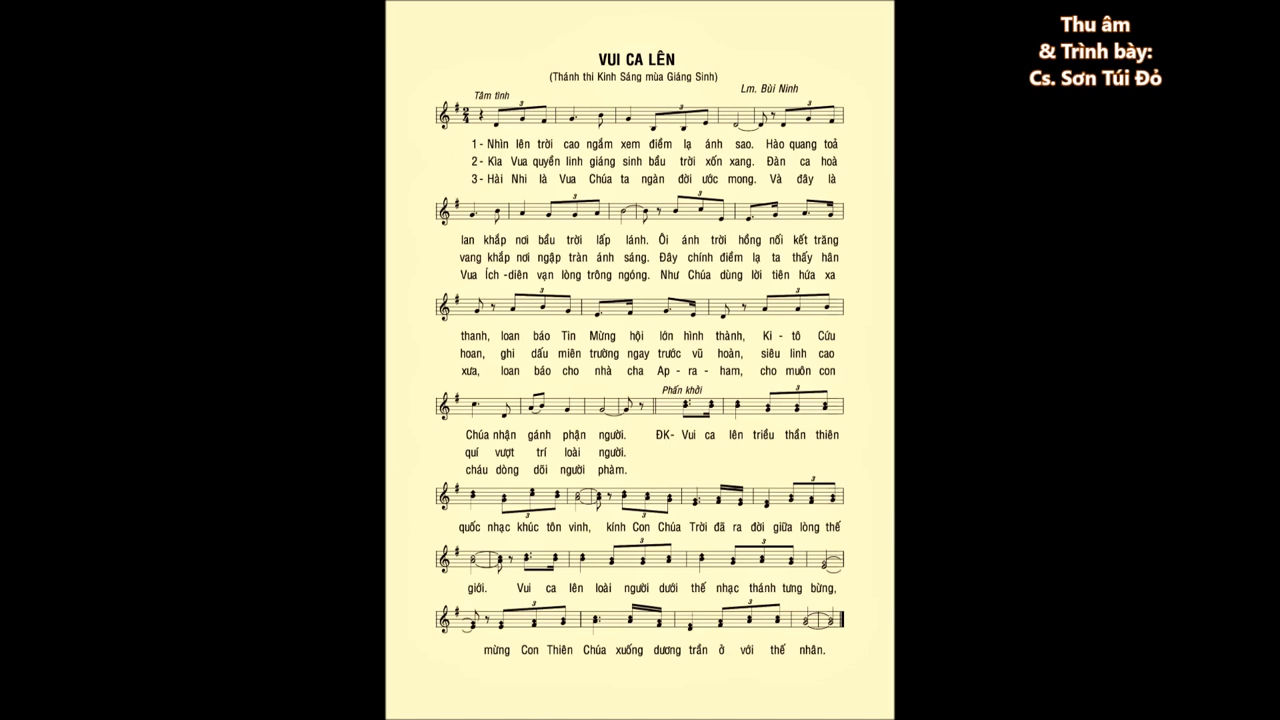 VUI CA LÊN
(Thánh thi Kinh Sáng mùa Giáng Sinh)
Tâm tình
Lm. Bùi Ninh
1- Nhìn lên trời cao ngắm xem điềm lạ ánh sao. Hào quang toả
2- Kìa Vua quyền linh giáng sinh bầu trời xốn xang. Đàn ca hoà
3- Hài Nhi là Vua Chúa ta ngàn đời ước mong. Và đây là
lan khắp nơi bầu trời lấp lánh. Ôi ánh trời hồng nối kết trăng
vang khắp nơi ngập tràn ánh sáng. Đây chính điềm lạ ta thấy hân
Vua Ích -diên vạn lòng trông ngóng. Như Chúa dùng lời tiên hứa xa
thanh, loan báo Tin Mừng hội lớn hình thành, Ki - tô Cứu
hoan, ghi dấu miên trường ngay trước vũ hoàn, siêu linh cao
xưa, loan báo cho nhà cha Ap - ra - ham, cho muôn con
Phấn khởi
Chúa nhận gánh phận người. ĐK- Vui ca lên triều thần thiên
quí vượt trí loài người.
cháu dòng dõi người phàm.
quốc nhạc khúc tôn vinh, kính Con Chúa Trời đã ra đời giữa lòng thế
giới. Vui ca lên loài người dưới thế nhạc thánh tưng bừng,
mừng Con Thiên Chúa xuống dương trần ở với thế nhân.
Thu âm
& Trình bày:
Cs. Sơn Túi Đỏ